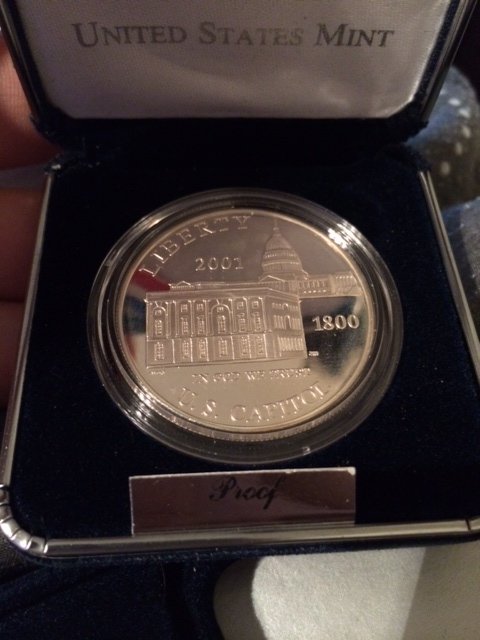 UNITED STATES MINT
LIBERTY
2001
1800
IN GOD WE TRUST
U. S. CAPITOL
Proof